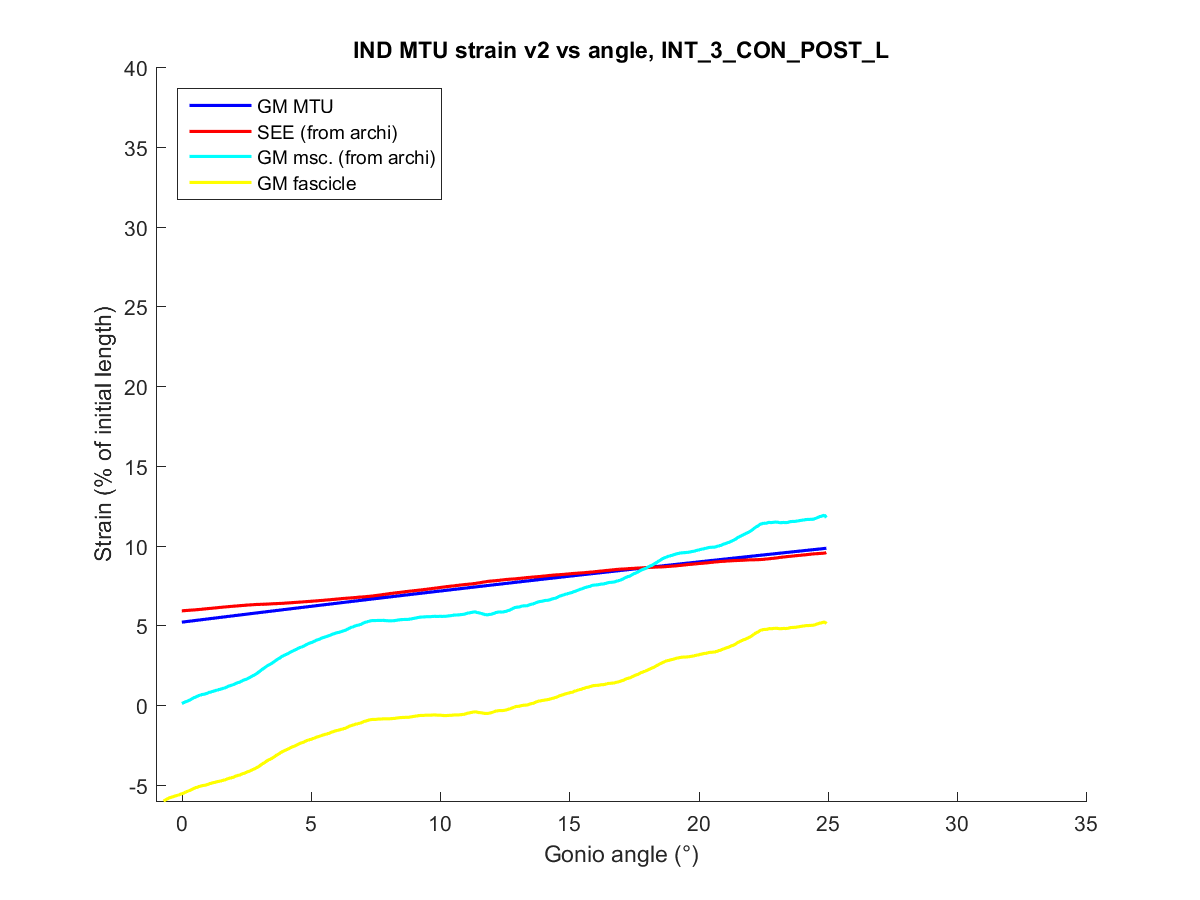 IND MTU strain v2 vs angle, INT_3_CON_POST_L
40
35
30
25
20
15
10
5
0
-5
Strain (% of initial length)
GM MTU
SEE (from archi)
GM msc. (from archi)
GM fascicle
0 5 10 15 20 25 30 35
Gonio angle (°)